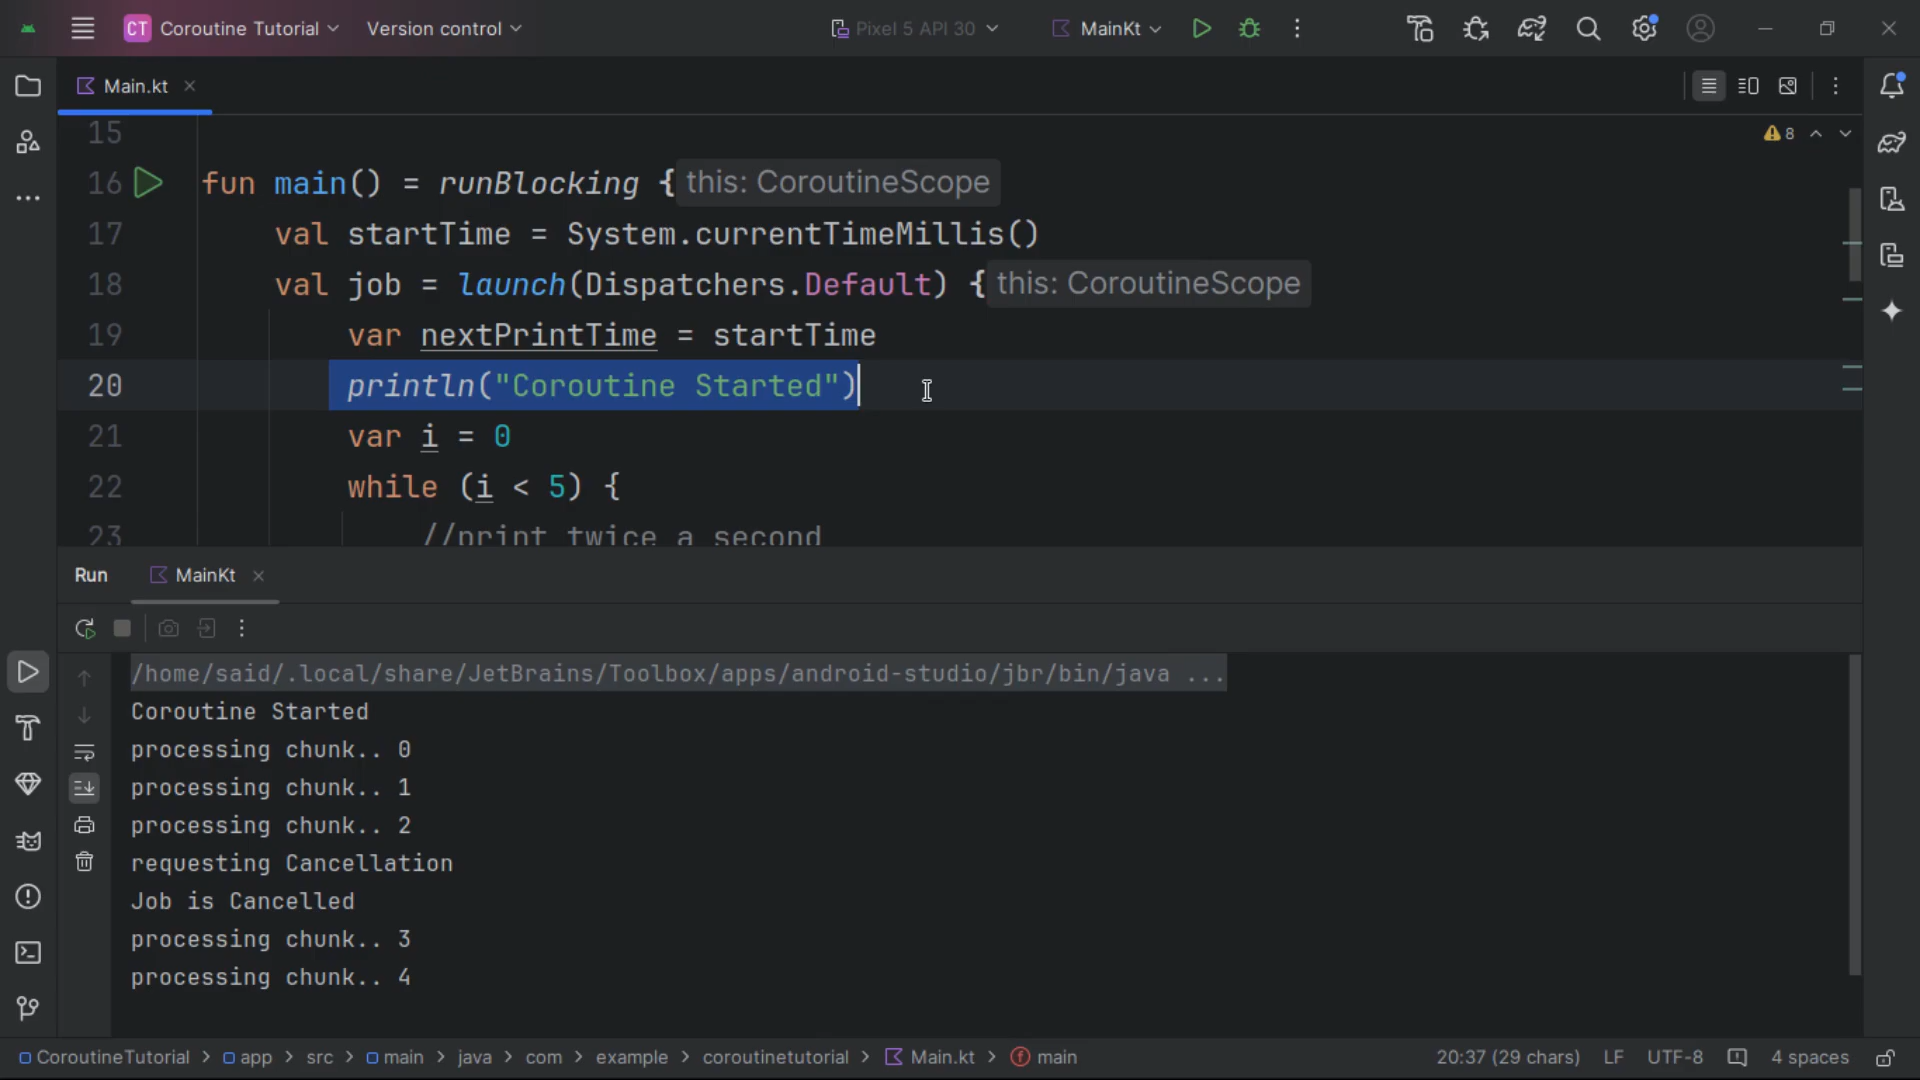 CT Coroutine Tutorial Version control Pixel 5 API 30 MainKt
Main.kt
15
8
16 fun main() = runBlocking { this: CoroutineScope
17 val startTime = System.currentTimeMillis()
18 val job = launch(Dispatchers.Default) { this: CoroutineScope
19 var nextPrintTime = startTime
20 println("Coroutine Started")
21 var i = 0
22 while (i < 5) {
23 //print twice a second
Run MainKt
/home/said/.local/share/JetBrains/Toolbox/apps/android-studio/jbr/bin/java ...
Coroutine Started
processing chunk.. 0
processing chunk.. 1
processing chunk.. 2
requesting Cancellation
Job is Cancelled
processing chunk.. 3
processing chunk.. 4
CoroutineTutorial > app > src > main > java > com > example > coroutinetutorial > Main.kt > main 20:37 (29 chars) LF UTF-8 4 spaces